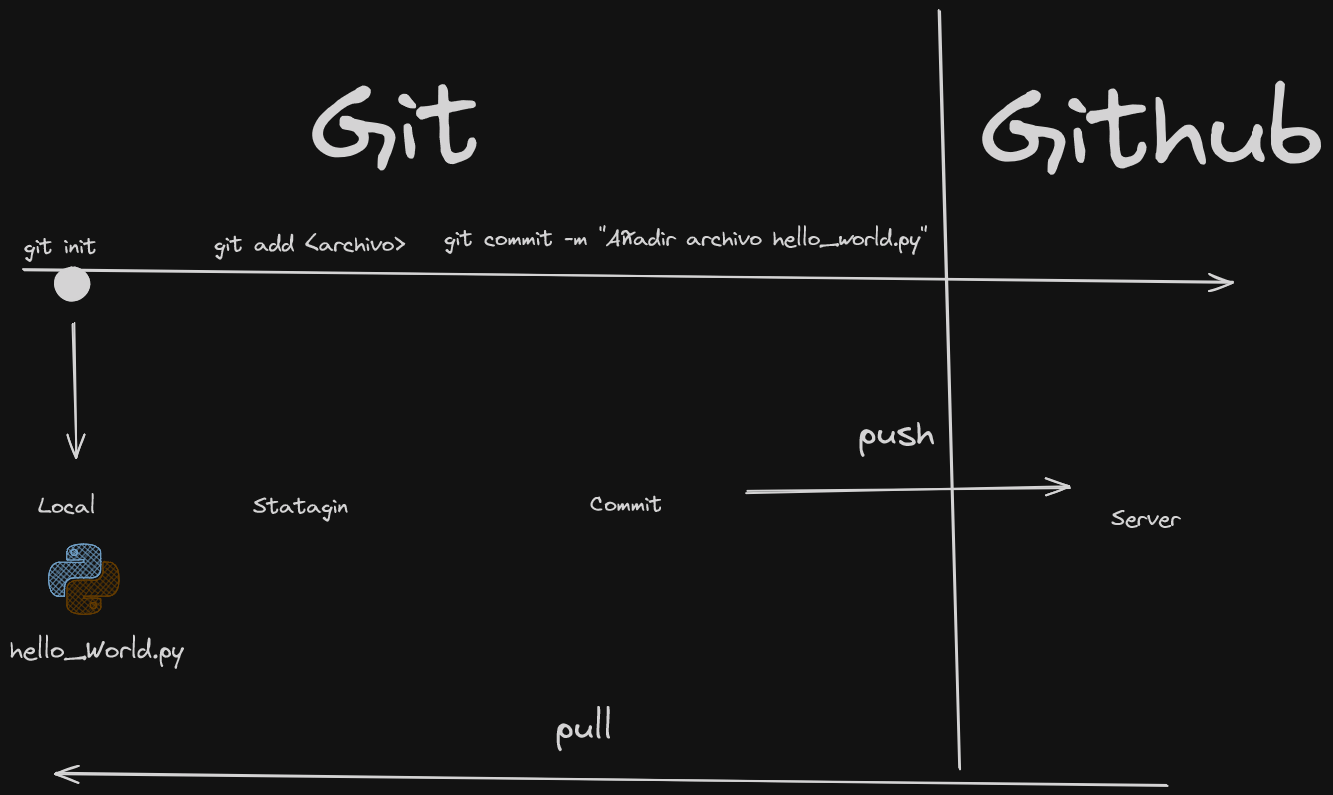 Git
Github
git init
git add <archivo>
git commit -m "Añadir archivo hello_world.py"
push
Local
Statagin
Commit
Server
hello_World.py
pull